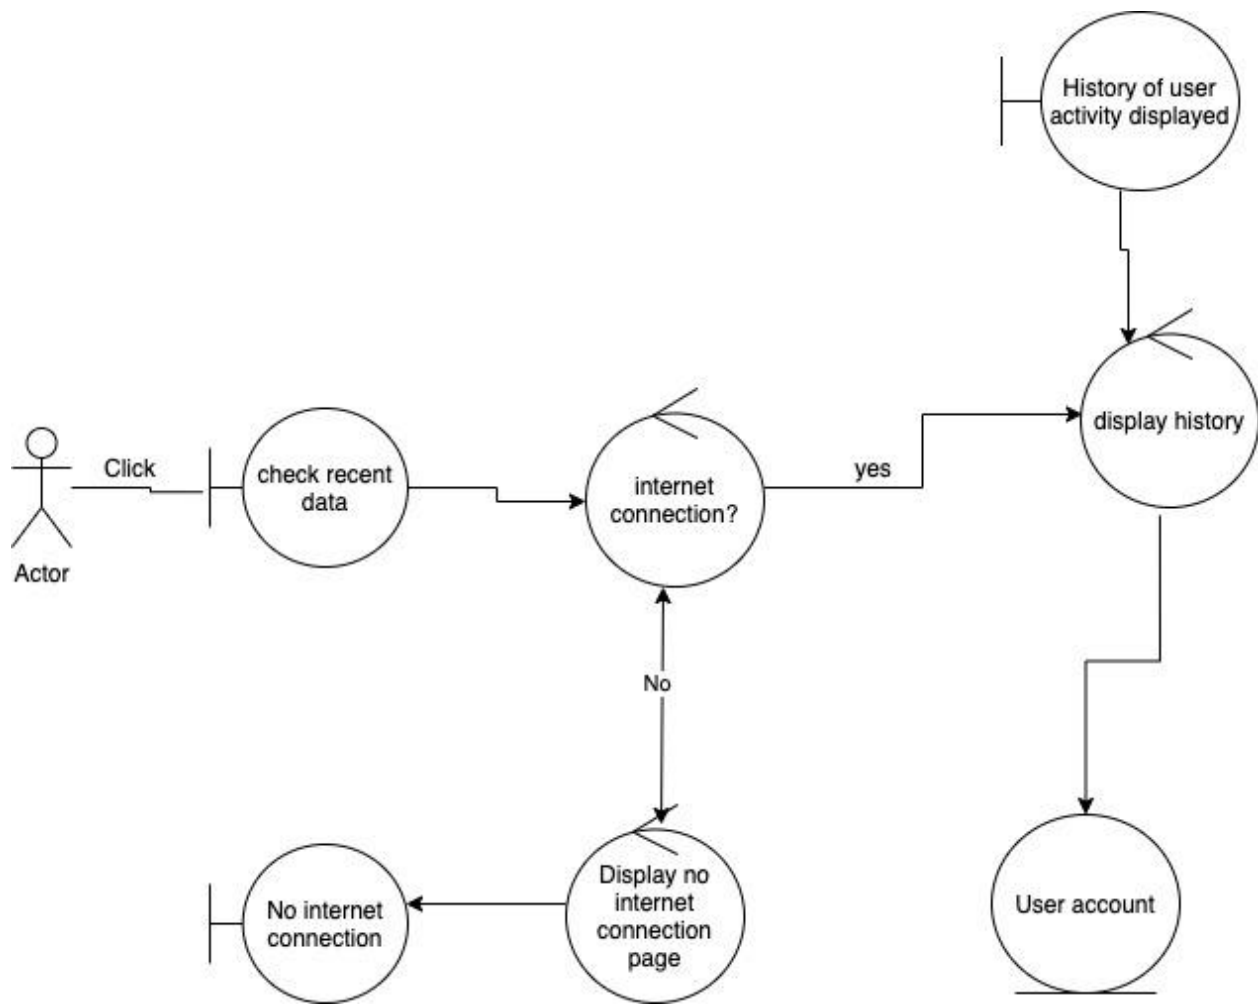 History of user
activity displayed
display history
Click
check recent
data
internet
connection?
yes
Actor
No
No internet
connection
Display no
internet
connection
page
User account